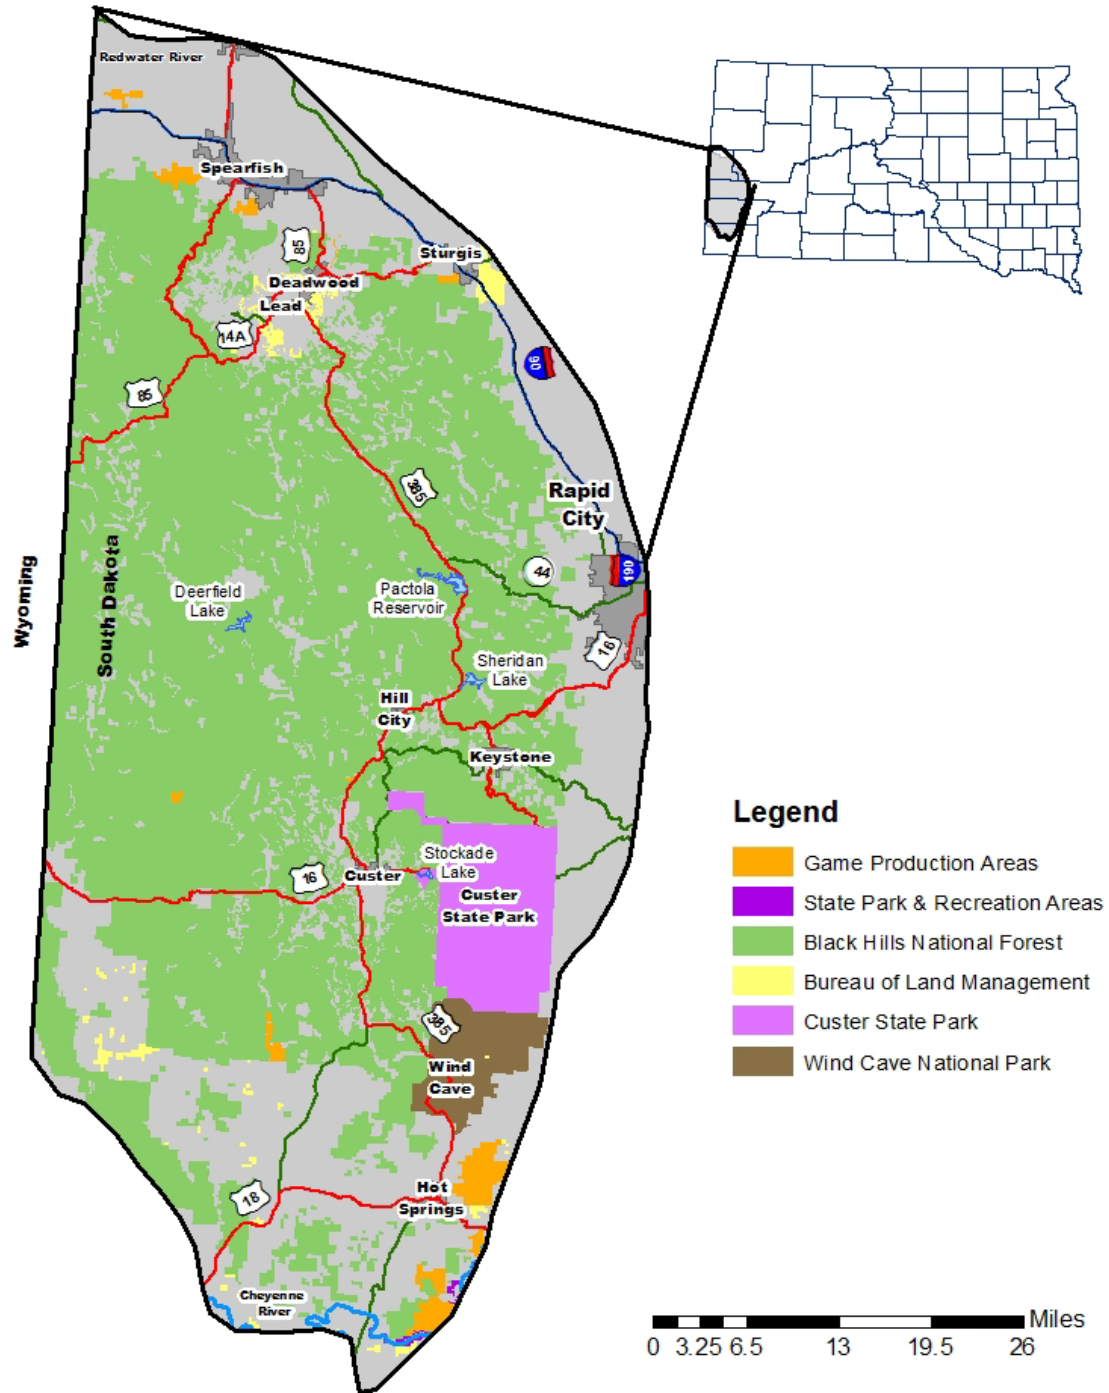 Redwater River
Spearfish
85
Sturgis
Deadwood
Lead
14A
90
85
385
Rapid
City
Wyoming
South Dakota
44
190
Deerfield
Lake
Pactola
Reservoir
16
Sheridan
Lake
Hill
City
Keystone
Legend
Game Production Areas
State Park & Recreation Areas
Black Hills National Forest
Bureau of Land Management
Custer State Park
Wind Cave National Park
Stockade
Lake
16
Custer
Custer
State Park
385
Wind
Cave
Hot
Springs
18
Cheyenne
River
Miles
0 3.25 6.5 13 19.5 26